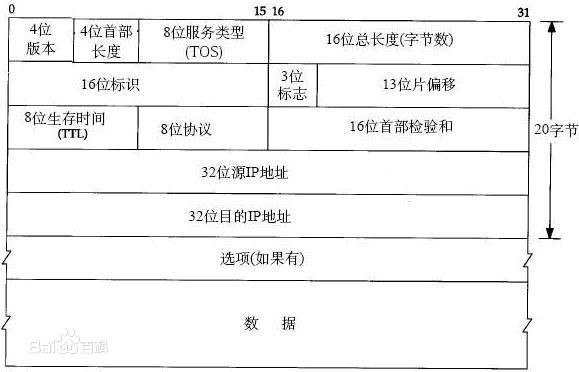 0 15 16 31
4位版本 4位首部长度 8位服务类型(TOS) 16位总长度(字节数)
16位标识 3位标志 13位片偏移
8位生存时间(TTL) 8位协议 16位首部检验和
20字节
32位源IP地址
32位目的IP地址
选项(如果有)
数 据
Bai百科